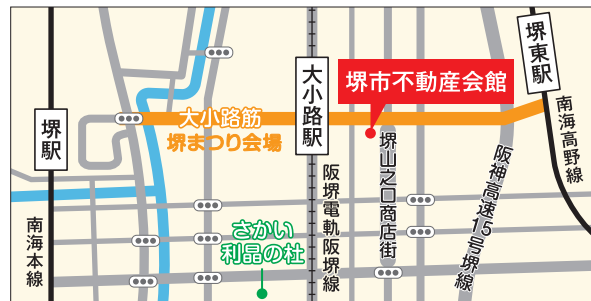 堺東駅
堺市不動産会館
大小路駅
大小路筋
堺まつり会場
堺駅
南海高野線
阪神高速15号堺線
堺山之口商店街
阪堺電軌阪堺線
南海本線
さかい
利晶の杜